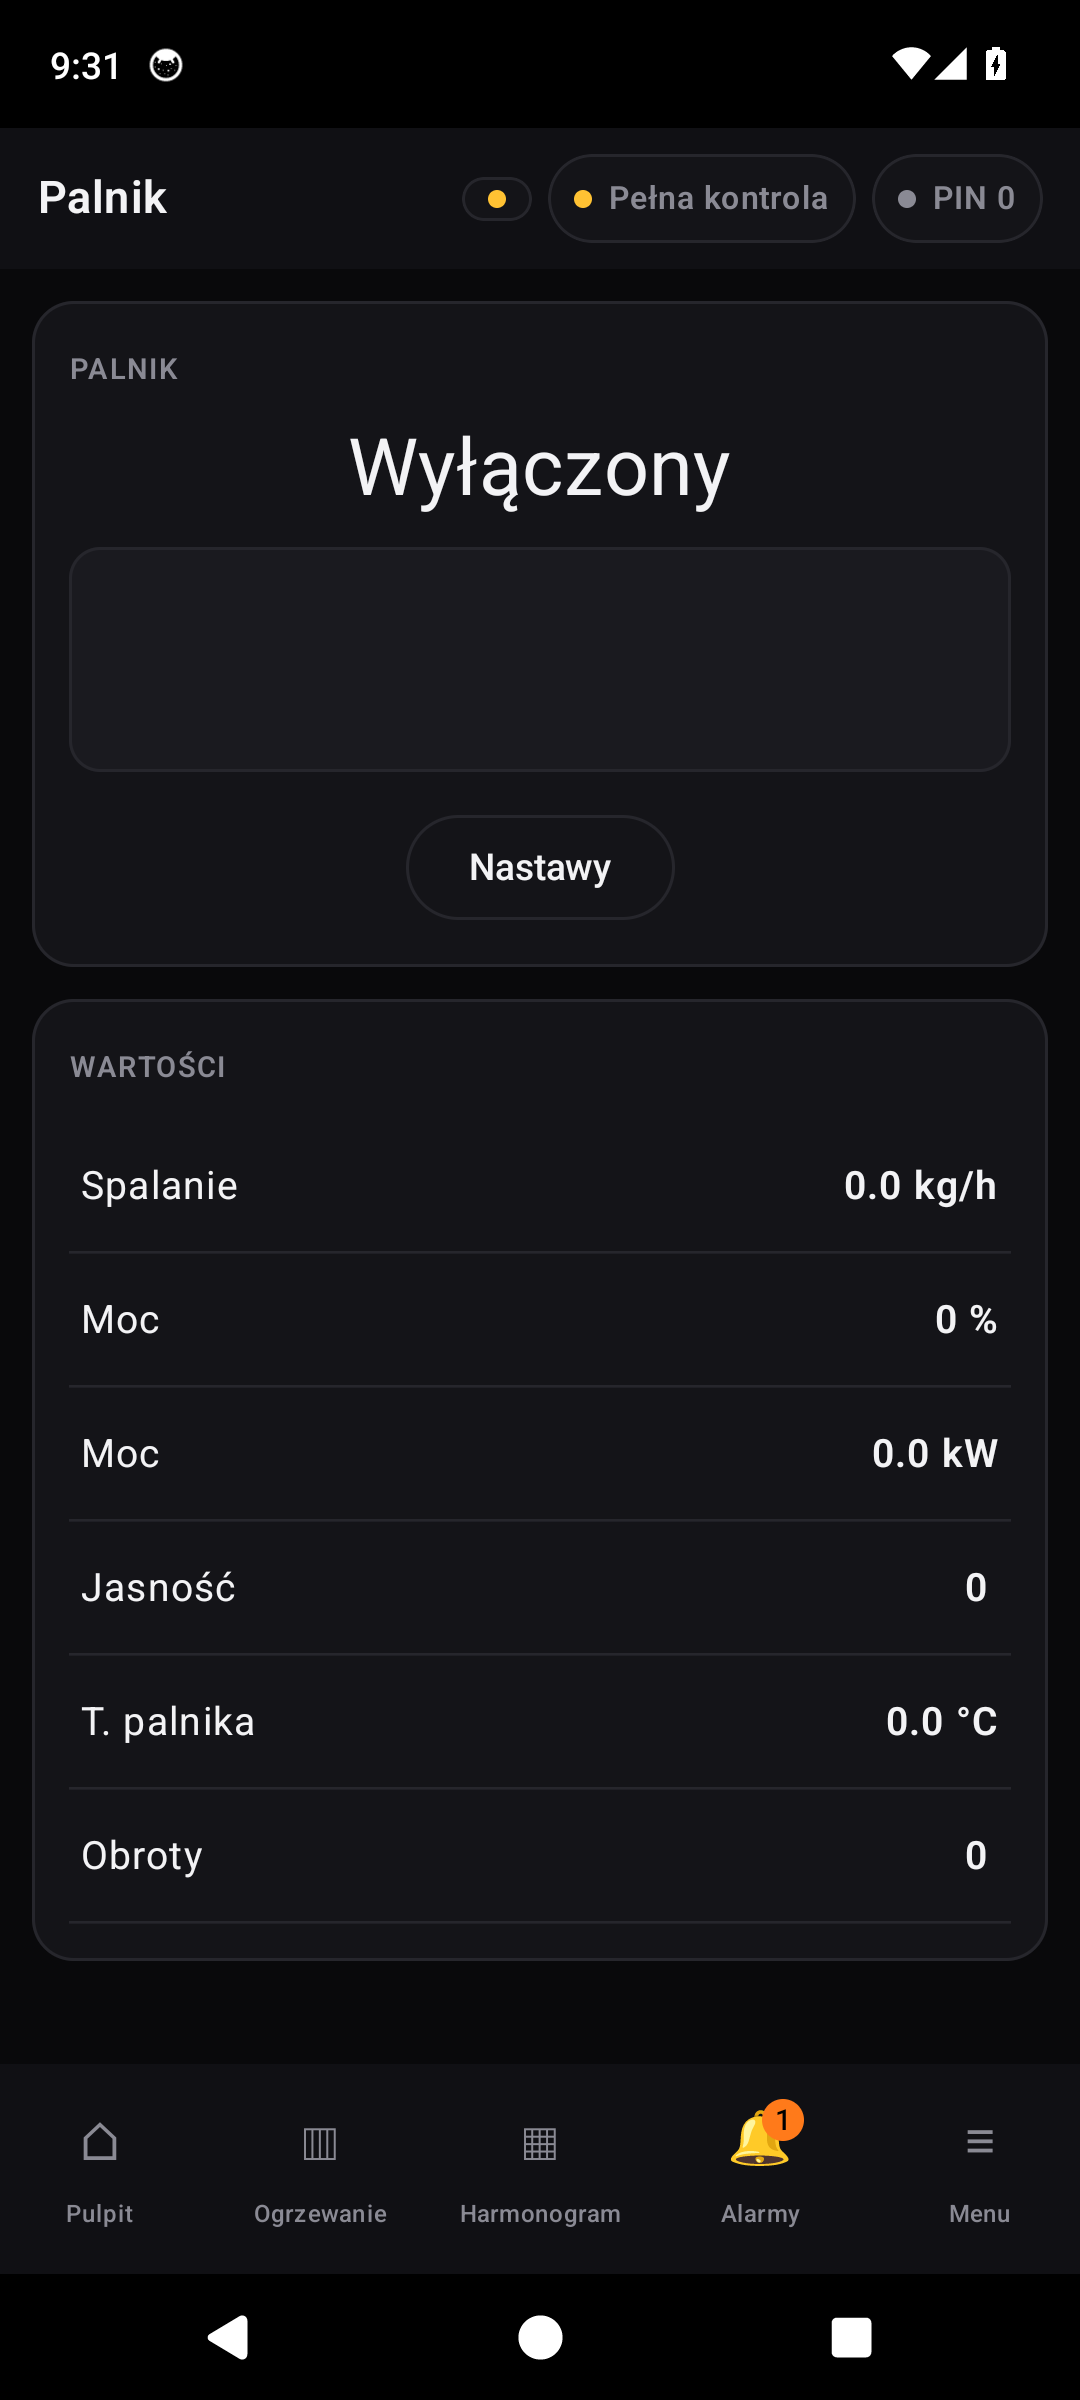 9:31
Palnik
Pełna kontrola
PIN 0
PALNIK
Wyłączony
Nastawy
WARTOŚCI
Spalanie 0.0 kg/h
Moc 0 %
Moc 0.0 kW
Jasność 0
T. palnika 0.0 °C
Obroty 0
1
Pulpit Ogrzewanie Harmonogram Alarmy Menu